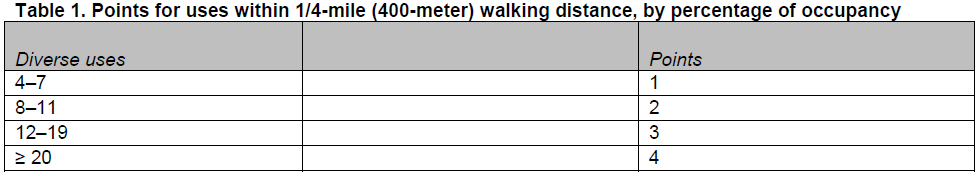 Table 1. Points for uses within 1/4-mile (400-meter) walking distance, by percentage of occupancy
Diverse uses Points
4–7 1
8–11 2
12–19 3
≥ 20 4